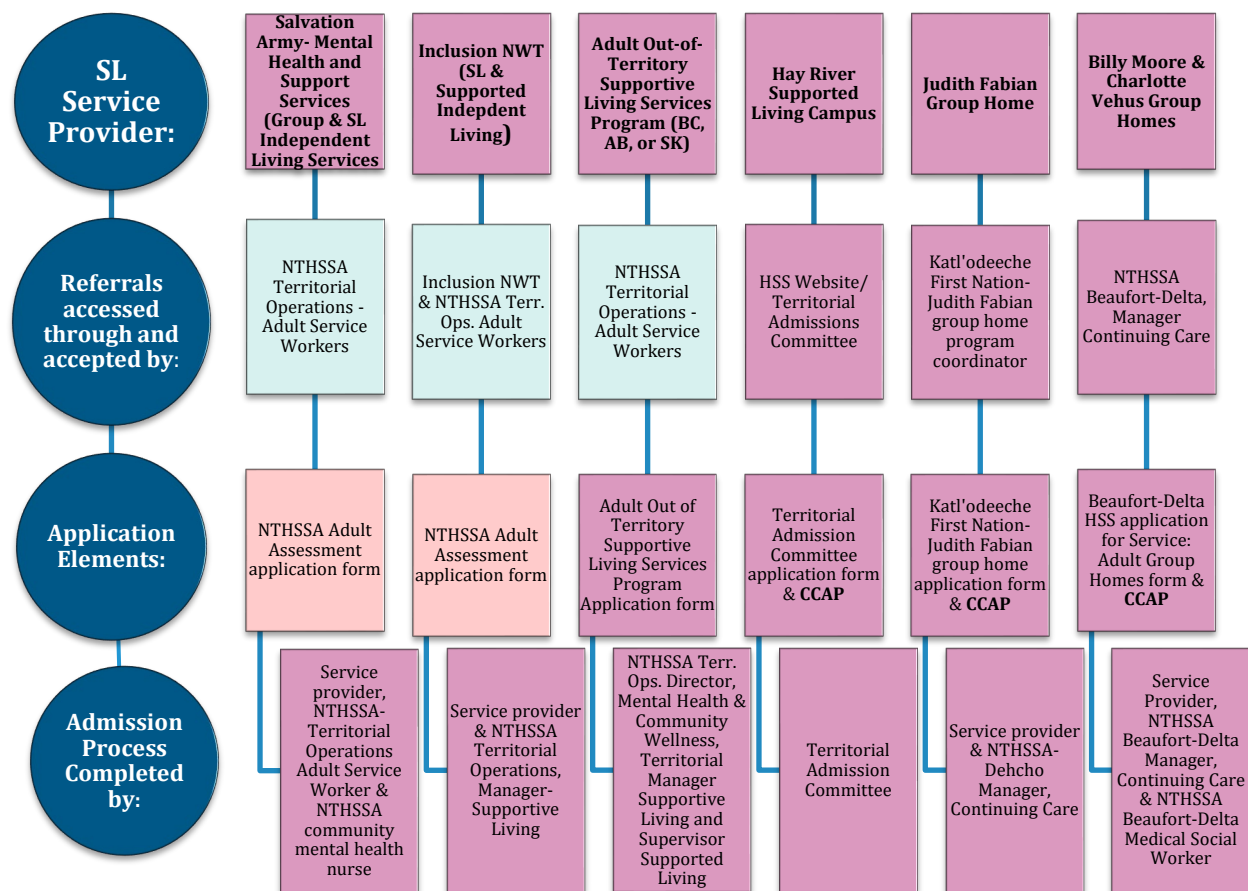 SL
Service
Provider:
Salvation
Army- Mental
Health and
Support
Services
(Group & SL
Independent
Living Services
Inclusion NWT
(SL &
Supported
Indepdent
Living)
Adult Out-of-
Territory
Supportive
Living Services
Program (BC,
AB, or SK)
Hay River
Supported
Living Campus
Judith Fabian
Group Home
Billy Moore &
Charlotte
Vehus Group
Homes
Referrals
accessed
through and
accepted by:
NTHSSA
Territorial
Operations -
Adult Service
Workers
Inclusion NWT
& NTHSSA Terr.
Ops. Adult
Service Workers
NTHSSA
Territorial
Operations -
Adult Service
Workers
HSS Website/
Territorial
Admissions
Committee
Katl'odeeche
First Nation-
Judith Fabian
group home
program
coordinator
NTHSSA
Beaufort-Delta,
Manager
Continuing Care
Application
Elements:
NTHSSA Adult
Assessment
application form
NTHSSA Adult
Assessment
application form
Adult Out of
Territory
Supportive
Living Services
Program
Application form
Territorial
Admission
Committee
application form
& CCAP
Katl'odeeche
First Nation-
Judith Fabian
group home
application form
& CCAP
Beaufort-Delta
HSS application
for Service:
Adult Group
Homes form &
CCAP
Admission
Process
Completed
by:
Service
provider,
NTHSSA-
Territorial
Operations
Adult Service
Worker &
NTHSSA
community
mental health
nurse
Service provider
& NTHSSA
Territorial
Operations,
Manager-
Supportive
Living
NTHSSA Terr.
Ops. Director,
Mental Health &
Community
Wellness,
Territorial
Manager
Supportive
Living and
Supervisor
Supported
Living
Territorial
Admission
Committee
Service provider
& NTHSSA-
Dehcho
Manager,
Continuing Care
Service
Provider,
NTHSSA
Beaufort-Delta
Manager,
Continuing Care
& NTHSSA
Beaufort-Delta
Medical Social
Worker